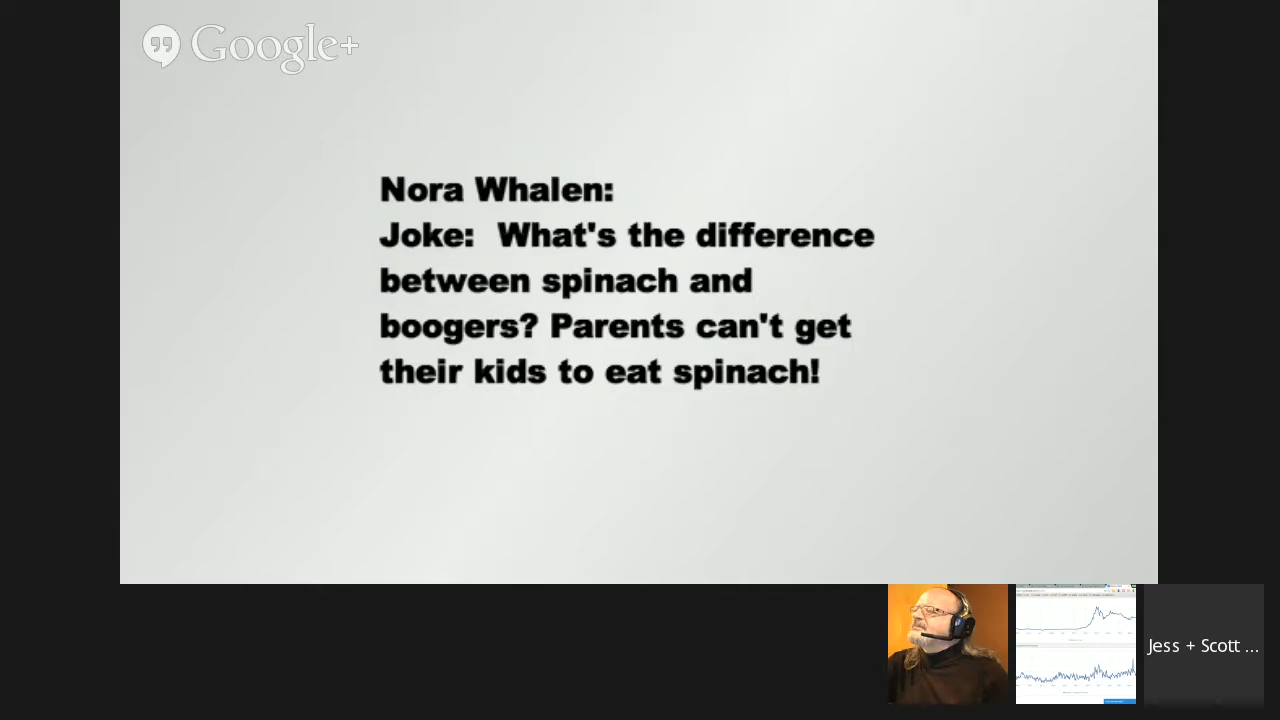 Google+
Nora Whalen:
Joke:  What's the difference
between spinach and
boogers? Parents can't get
their kids to eat spinach!
Jess + Scott ...